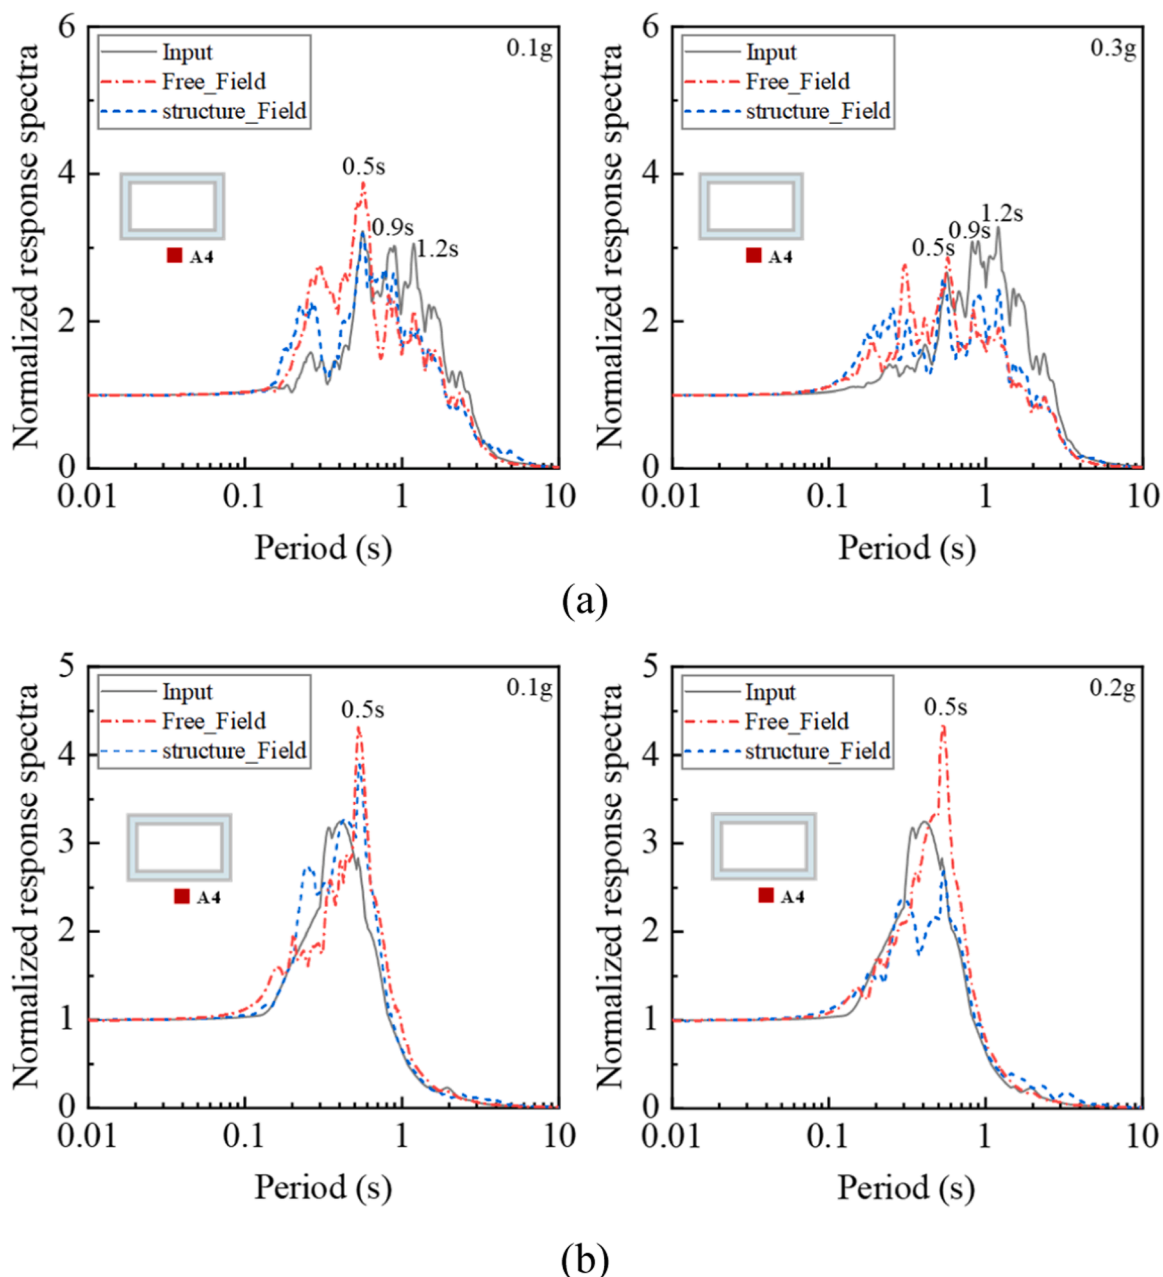 Normalized response spectra
6
4
2
0
Input
Free_Field
structure_Field
0.1g
A4
0.5s
0.9s
1.2s
0.01
0.1
1
10
Period (s)
Normalized response spectra
6
4
2
0
Input
Free_Field
structure_Field
0.3g
A4
0.5s
0.9s
1.2s
0.01
0.1
1
10
Period (s)
(a)
Normalized response spectra
5
4
3
2
1
0
Input
Free_Field
structure_Field
0.1g
A4
0.5s
0.01
0.1
1
10
Period (s)
Normalized response spectra
5
4
3
2
1
0
Input
Free_Field
structure_Field
0.2g
A4
0.5s
0.01
0.1
1
10
Period (s)
(b)